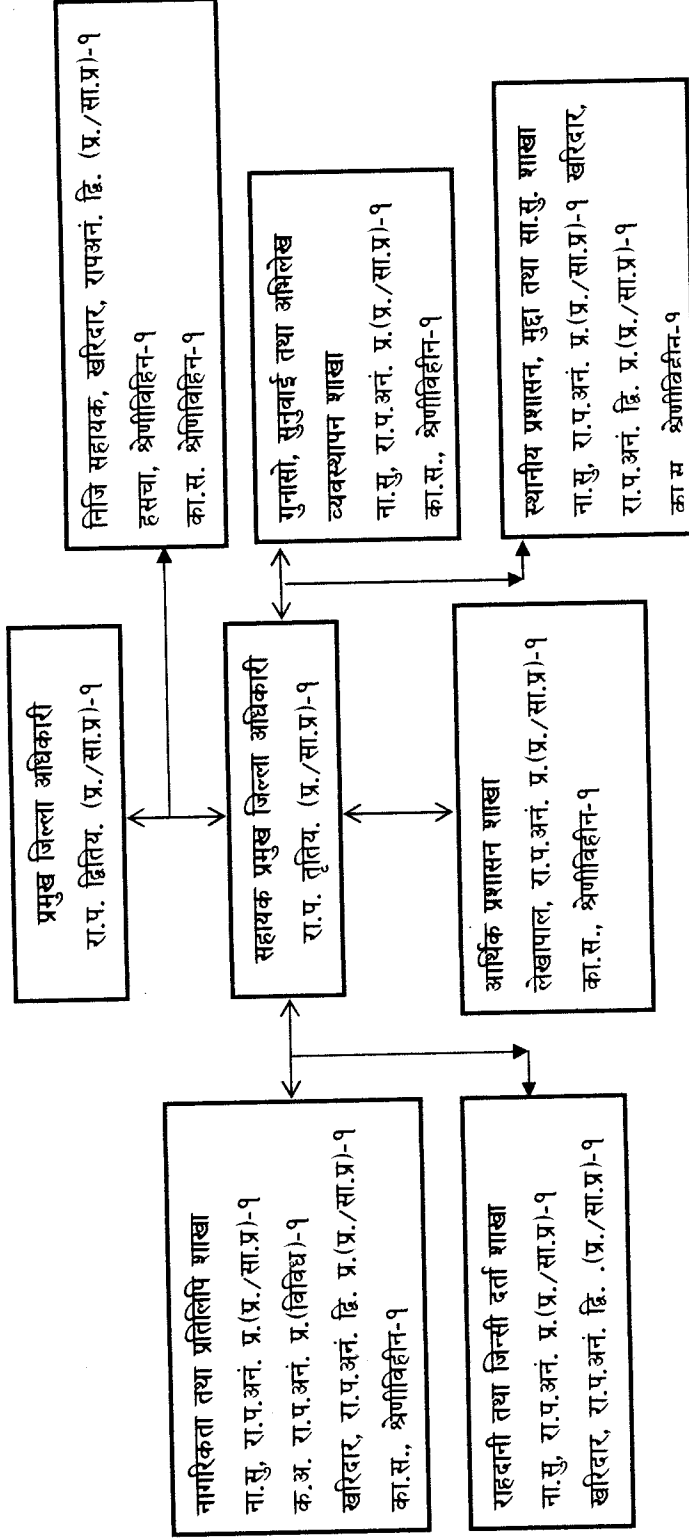 प्रमुख जिल्ला अधिकारी
रा.प. द्वितिय. (प्र./सा.प्र)-१
निजि सहायक, खरिदार, रापअनं. द्वि. (प्र./सा.प्र)-१
हसचा, श्रेणीविहिन-१
का.स. श्रेणिविहिन-१
सहायक प्रमुख जिल्ला अधिकारी
रा.प. तृतिय. (प्र./सा.प्र)-१
गुनासो, सुनुवाई तथा अभिलेख
व्यवस्थापन शाखा
ना.सु, रा.प.अनं. प्र.(प्र./सा.प्र)-१
का.स., श्रेणीविहीन-१
नागरिकता तथा प्रतिलिपि शाखा
ना.सु, रा.प.अनं. प्र.(प्र./सा.प्र)-१
क.अ. रा.प.अनं. प्र.(विविध)-१
खरिदार, रा.प.अनं. द्वि. प्र.(प्र./सा.प्र)-१
का.स., श्रेणीविहीन-१
राहदानी तथा जिन्सी दर्ता शाखा
ना.सु, रा.प.अनं. प्र.(प्र./सा.प्र)-१
खरिदार, रा.प.अनं. द्वि. .(प्र./सा.प्र)-१
आर्थिक प्रशासन शाखा
लेखापाल, रा.प.अनं. प्र.(प्र./सा.प्र)-१
का.स., श्रेणीविहीन-१
स्थानीय प्रशासन, मुद्दा तथा सा.सु. शाखा
ना.सु, रा.प.अनं. प्र.(प्र./सा.प्र)-१ खरिदार,
रा.प.अनं. द्वि. प्र.(प्र./सा.प्र)-१
का.स. श्रेणीविहीन-१